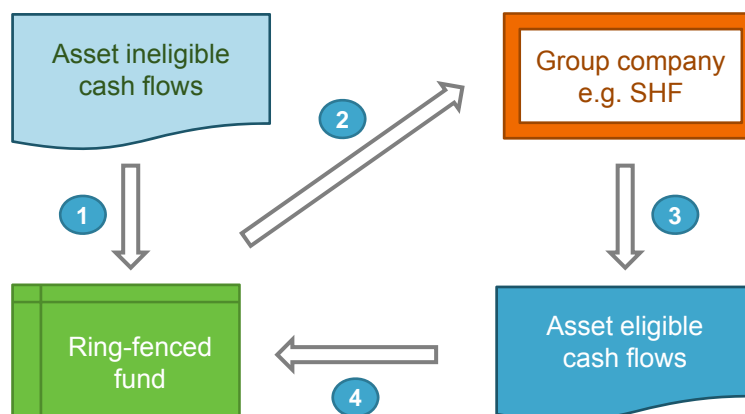 Asset ineligible
cash flows
2
Group company
e.g. SHF
1
3
Ring-fenced
fund
Asset eligible
cash flows
4